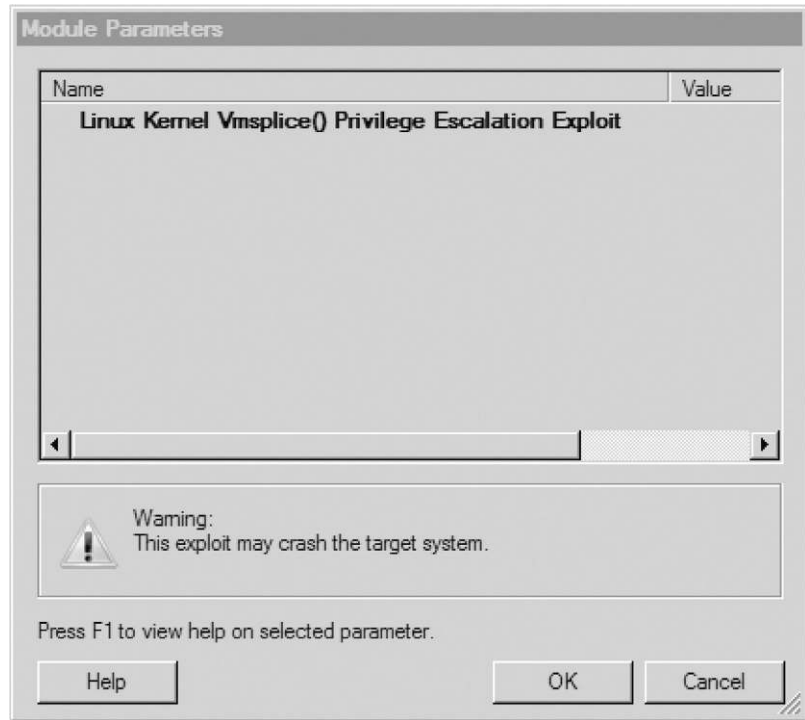 Module Parameters
Name Value
Linux Kernel Vmsplice() Privilege Escalation Exploit
Warning:
This exploit may crash the target system.
Press F1 to view help on selected parameter.
Help OK Cancel